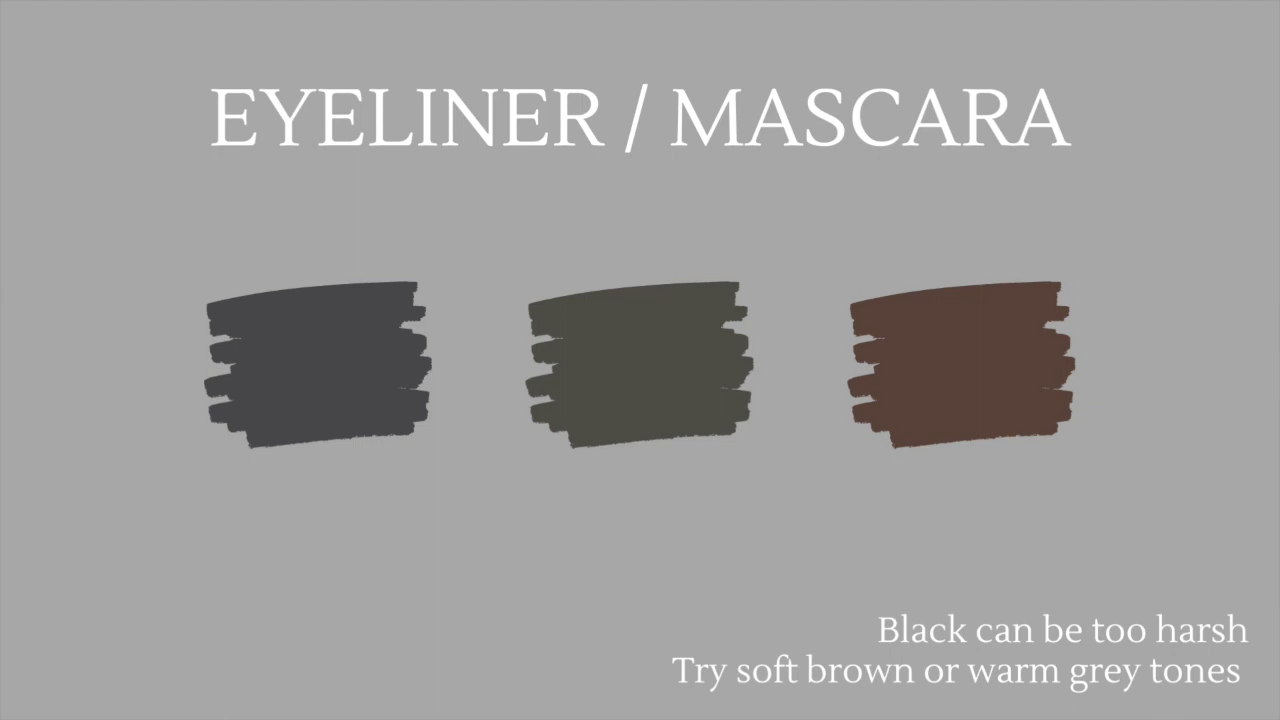 EYELINER / MASCARA
Black can be too harsh
Try soft brown or warm grey tones